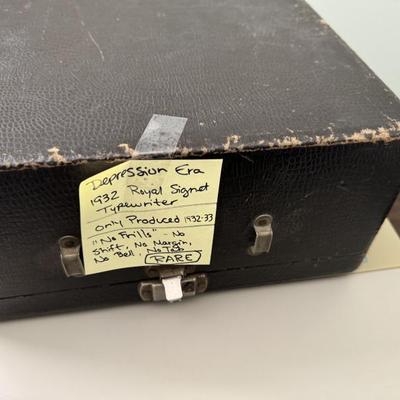 Depression Era
1932 Royal Signet
Typewriter
only Produced 1932-33
"No Frills" - No
Shift, No Margin,
No Bell, No Tab
RARE